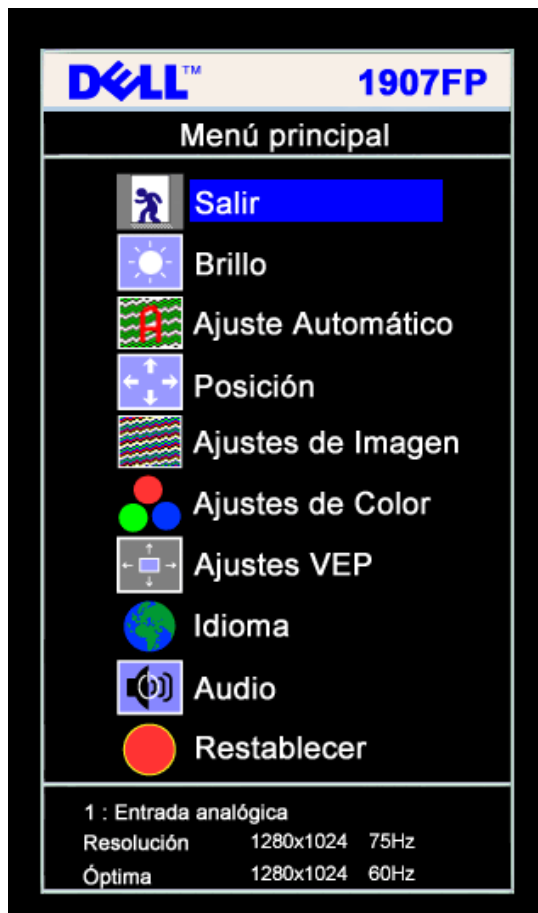 DELL™ 1907FP
Menú principal
Salir
Brillo
Ajuste Automático
Posición
Ajustes de Imagen
Ajustes de Color
Ajustes VEP
Idioma
Audio
Restablecer
1 : Entrada analógica
Resolución 1280x1024 75Hz
Óptima 1280x1024 60Hz